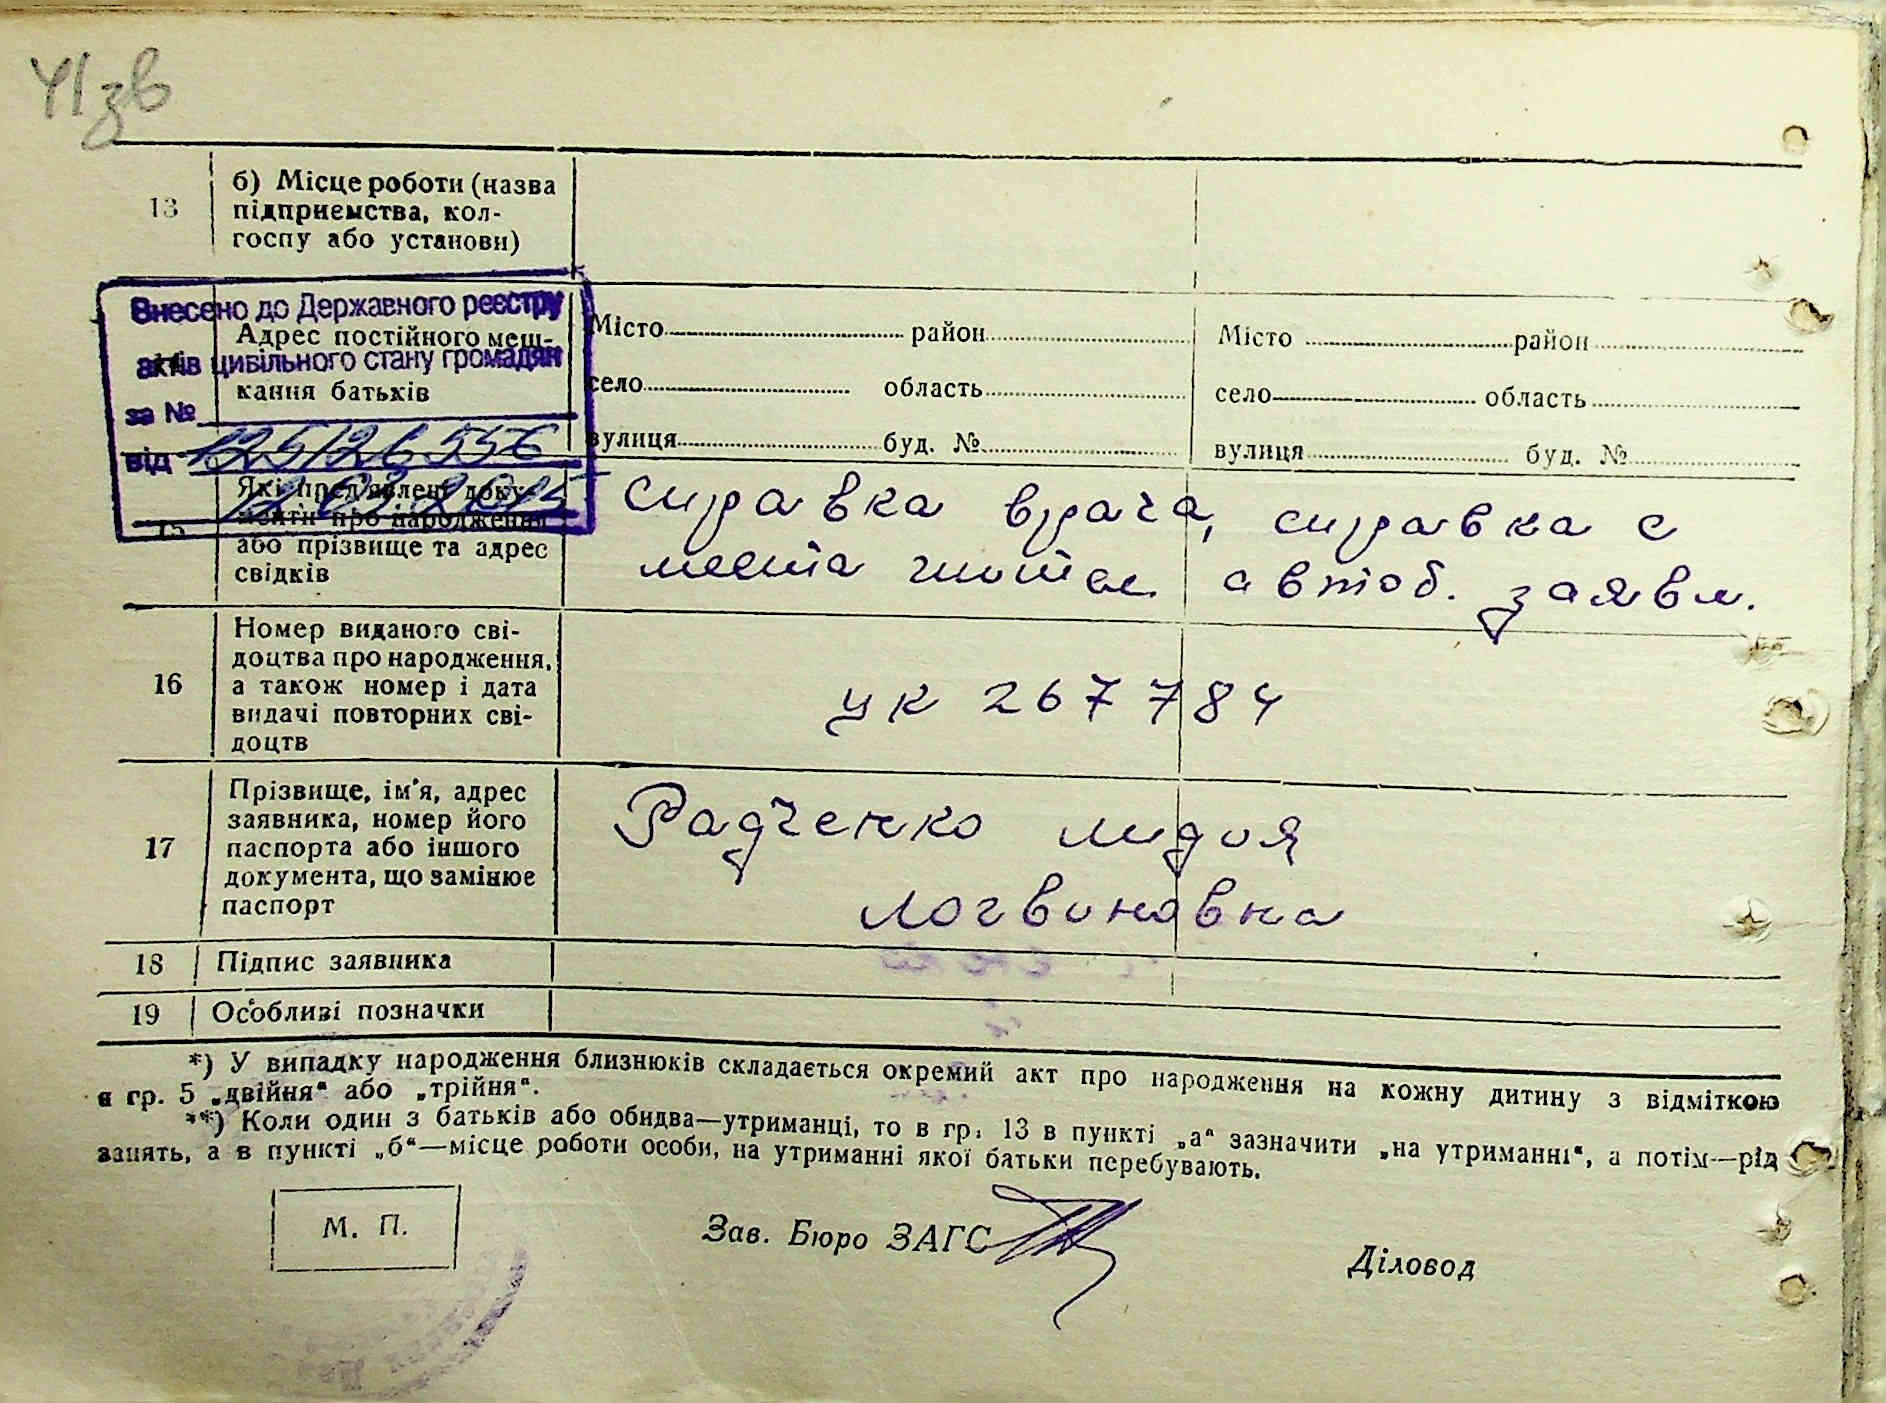 41зв
13
б) Місце роботи (назва
підприємства, кол-
госпу або установи)
Внесено до Державного реєстру
актів цивільного стану громадян
за №
від
125126556
Адрес постійного меш-
кання батьків
Місто район
село область
вулиця буд. №
Місто район
село область
вулиця буд. №
15
Які пред'явлені доку-
менти про народження
або прізвище та адрес
свідків
справка врача, справка с
места автоб. заявл.
16
Номер виданого сві-
доцтва про народження,
а також номер і дата
видачі повторних сві-
доцтв
ук 267784
17
Прізвище, ім'я, адрес
заявника, номер його
паспорта або іншого
документа, що замінює
паспорт
Радченко Лидия
Логвиновна
18 Підпис заявника
19 Особливі позначки
*) У випадку народження близнюків складається окремий акт про народження на кожну дитину з відміткою
в гр. 5 „двійня“ або „трійня“.
**) Коли один з батьків або обидва—утриманці, то в гр. 13 в пункті „а“ зазначити „на утриманні“, а потім—рід
занять, а в пункті „б“—місце роботи особи, на утриманні якої батьки перебувають.
М. П.
Зав. Бюро ЗАГС
Діловод